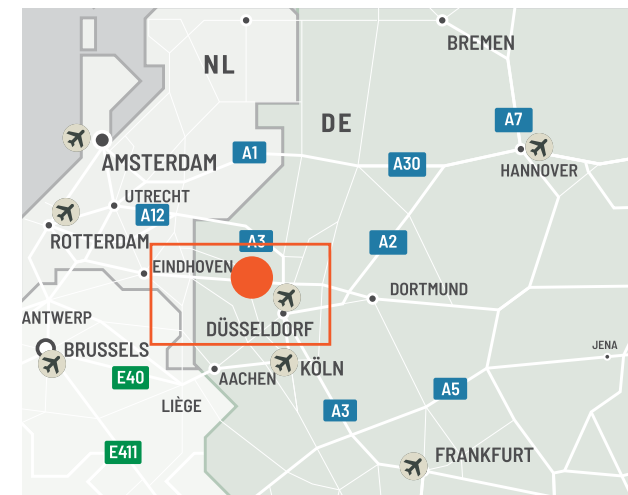 BREMEN
NL
DE
A7
AMSTERDAM
A1
A30
HANNOVER
UTRECHT
A12
ROTTERDAM
A3
A2
EINDHOVEN
DORTMUND
ANTWERP
DÜSSELDORF
BRUSSELS
JENA
KÖLN
E40
AACHEN
A5
LIÈGE
A3
E411
FRANKFURT